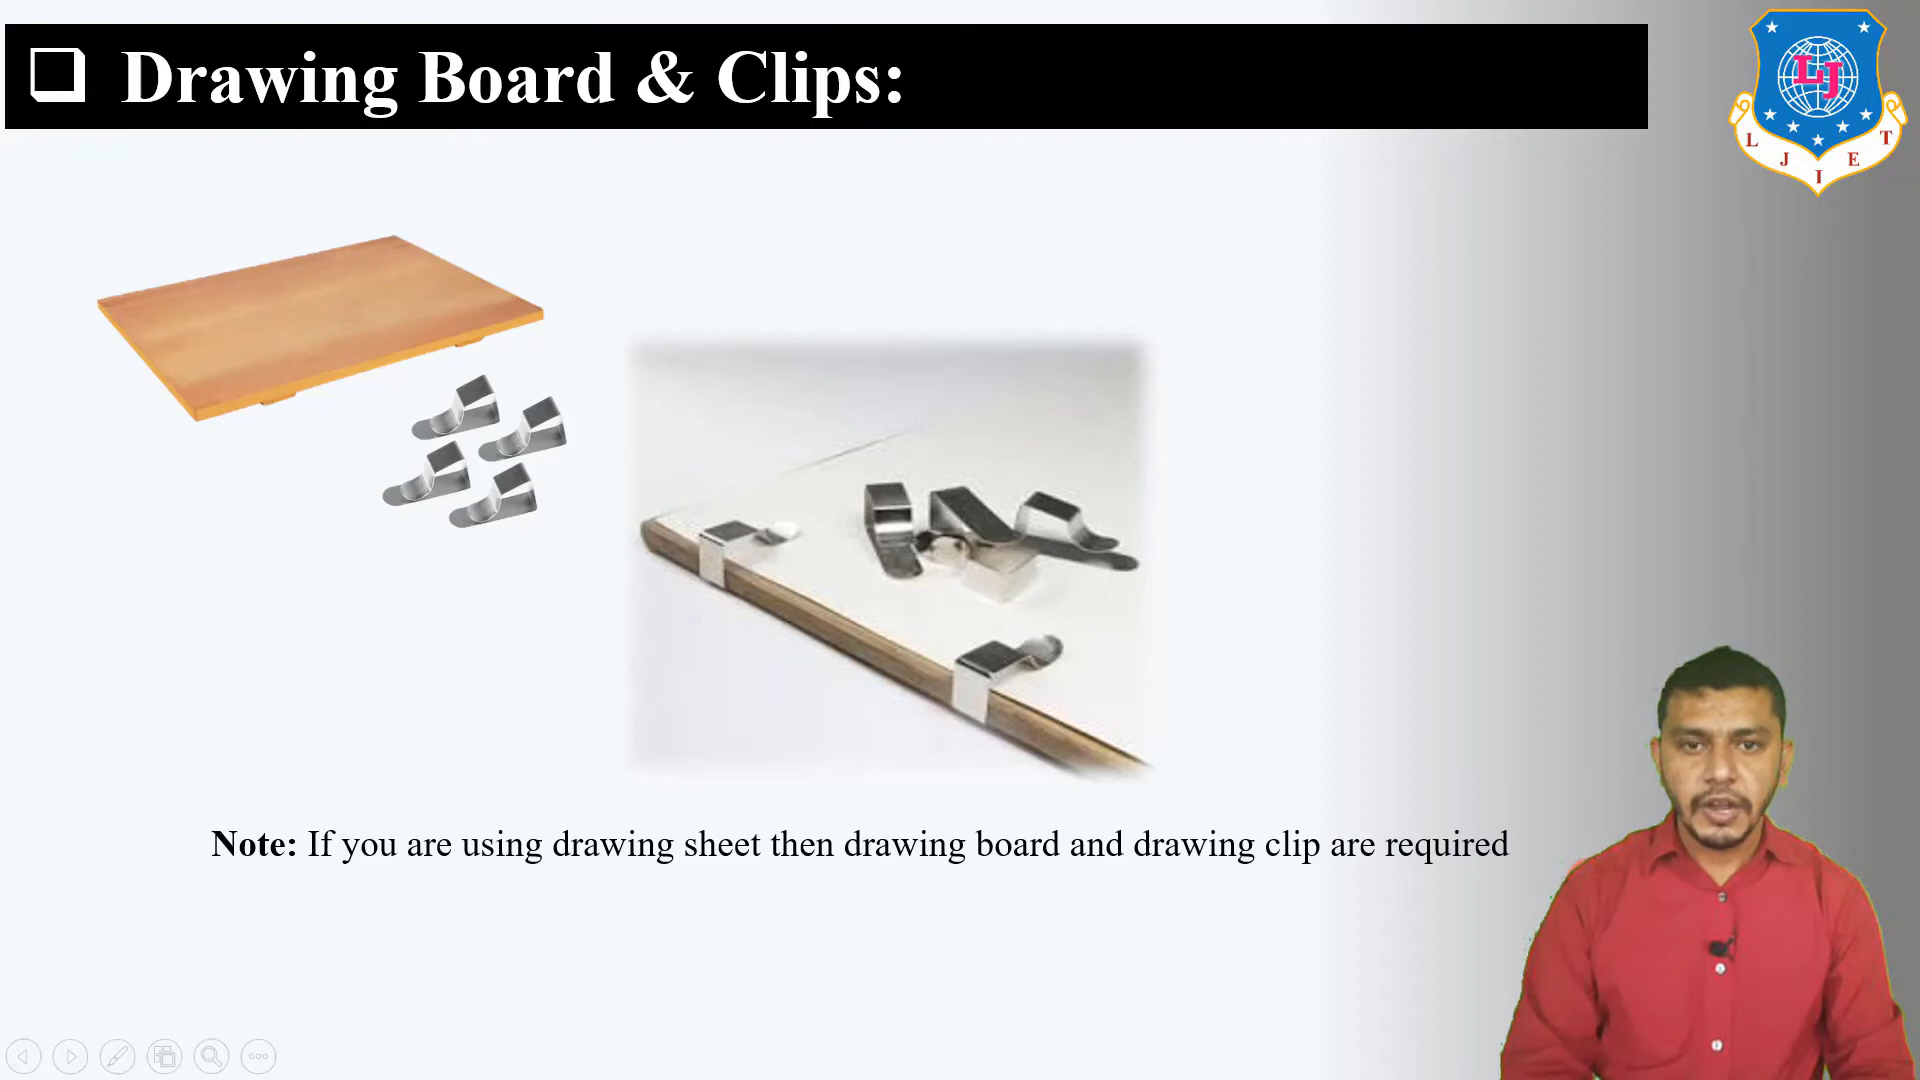 Drawing Board & Clips:
LJ
L J I E T
Note: If you are using drawing sheet then drawing board and drawing clip are required